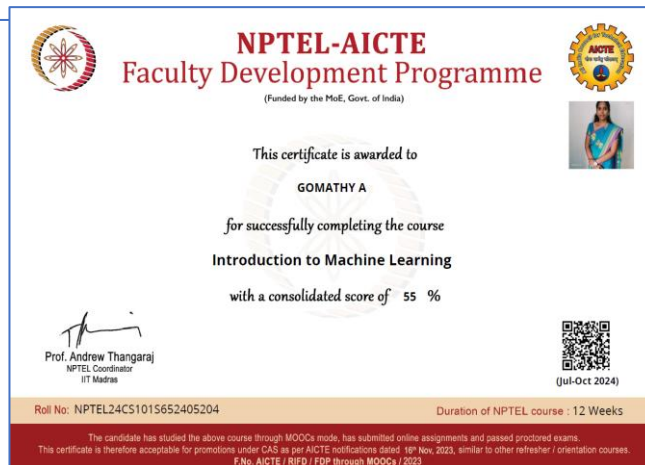 NPTEL-AICTE
Faculty Development Programme
(Funded by the MoE, Govt. of India)
AICTE
This certificate is awarded to
GOMATHY A
for successfully completing the course
Introduction to Machine Learning
with a consolidated score of 55 %
Prof. Andrew Thangaraj
NPTEL Coordinator
IIT Madras
(Jul-Oct 2024)
Roll No: NPTEL24CS101S652405204
Duration of NPTEL course : 12 Weeks
The candidate has studied the above course through MOOCs mode, has submitted online assignments and passed proctored exams.
This certificate is therefore acceptable for promotions under CAS as per AICTE notifications dated 16th Nov, 2023, similar to other refresher / orientation courses.
F.No. AICTE / RIFD / FDP through MOOCs / 2023